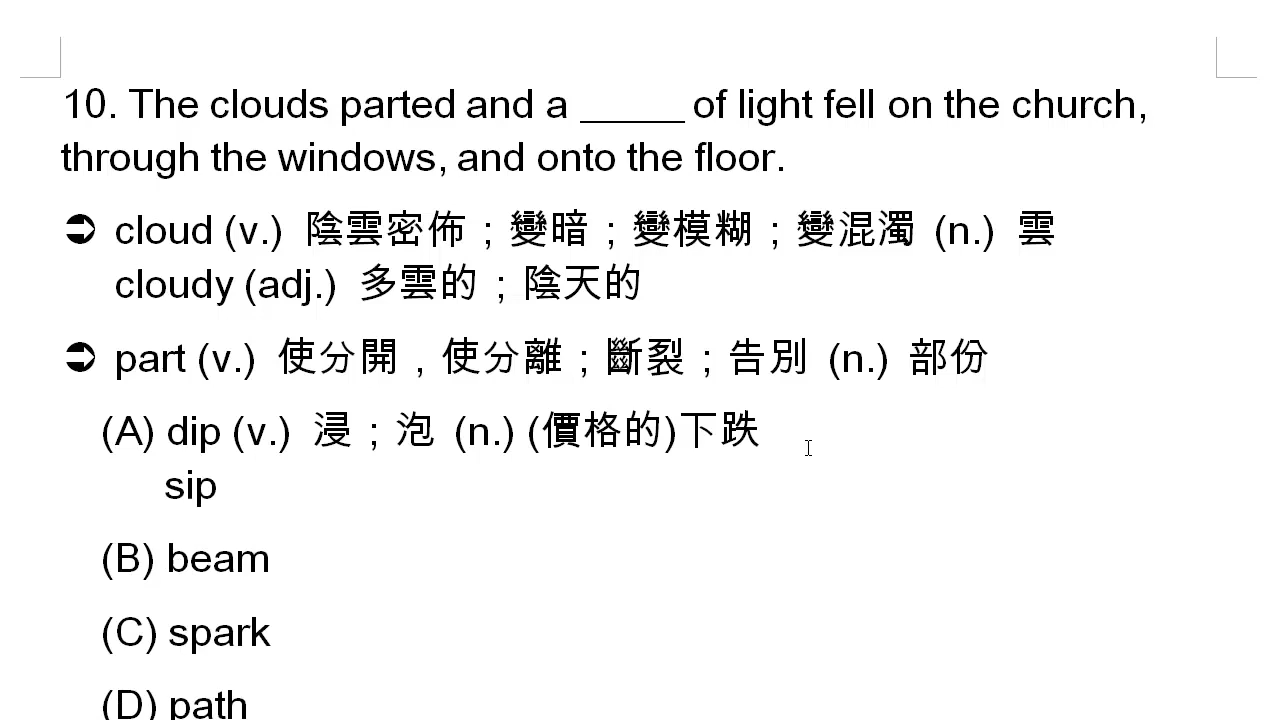 10. The clouds parted and a _____ of light fell on the church,
through the windows, and onto the floor.
➲ cloud (v.) 陰雲密佈；變暗；變模糊；變混濁 (n.) 雲
cloudy (adj.) 多雲的；陰天的
➲ part (v.) 使分開，使分離；斷裂；告別 (n.) 部份
(A) dip (v.) 浸；泡 (n.) (價格的)下跌
sip
(B) beam
(C) spark
(D) path